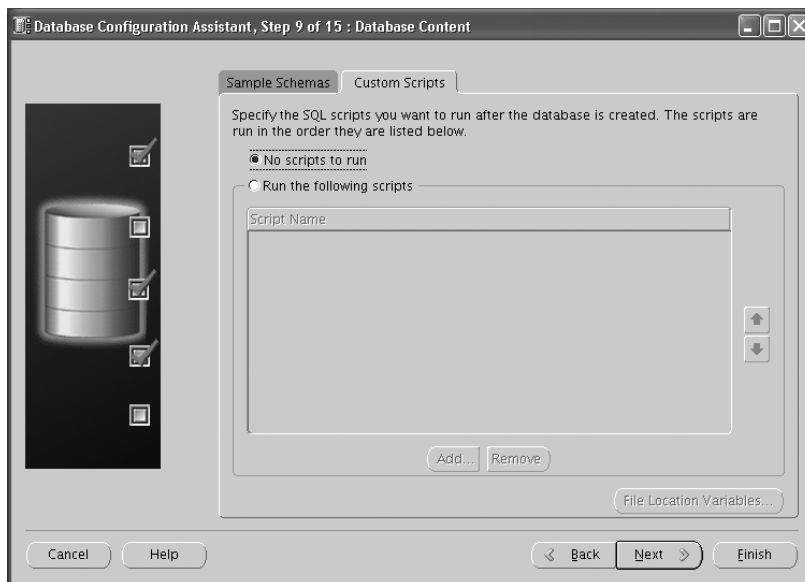 Database Configuration Assistant, Step 9 of 15 : Database Content
Sample Schemas
Custom Scripts
Specify the SQL scripts you want to run after the database is created. The scripts are
run in the order they are listed below.
No scripts to run
Run the following scripts
Script Name
Add...
Remove
File Location Variables...
Cancel
Help
Back
Next
Finish